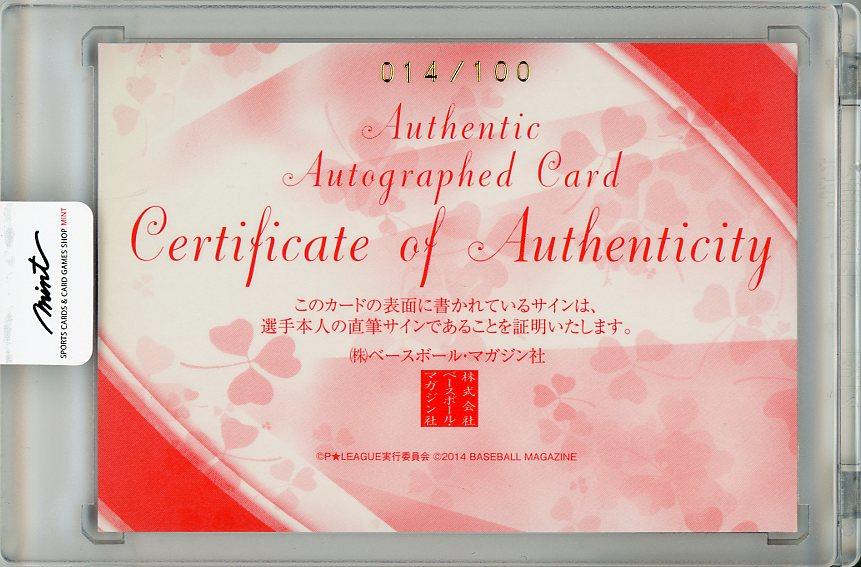 014/100
Authentic
Autographed Card
Certificate of Authenticity
このカードの表面に書かれているサインは、
選手本人の直筆サインであることを証明いたします。
㈱ベースボール・マガジン社
株式会社
ベースボール
マガジン社
©P★LEAGUE実行委員会 ©2014 BASEBALL MAGAZINE
mint
SPORTS CARDS & CARD GAMES SHOP MINT